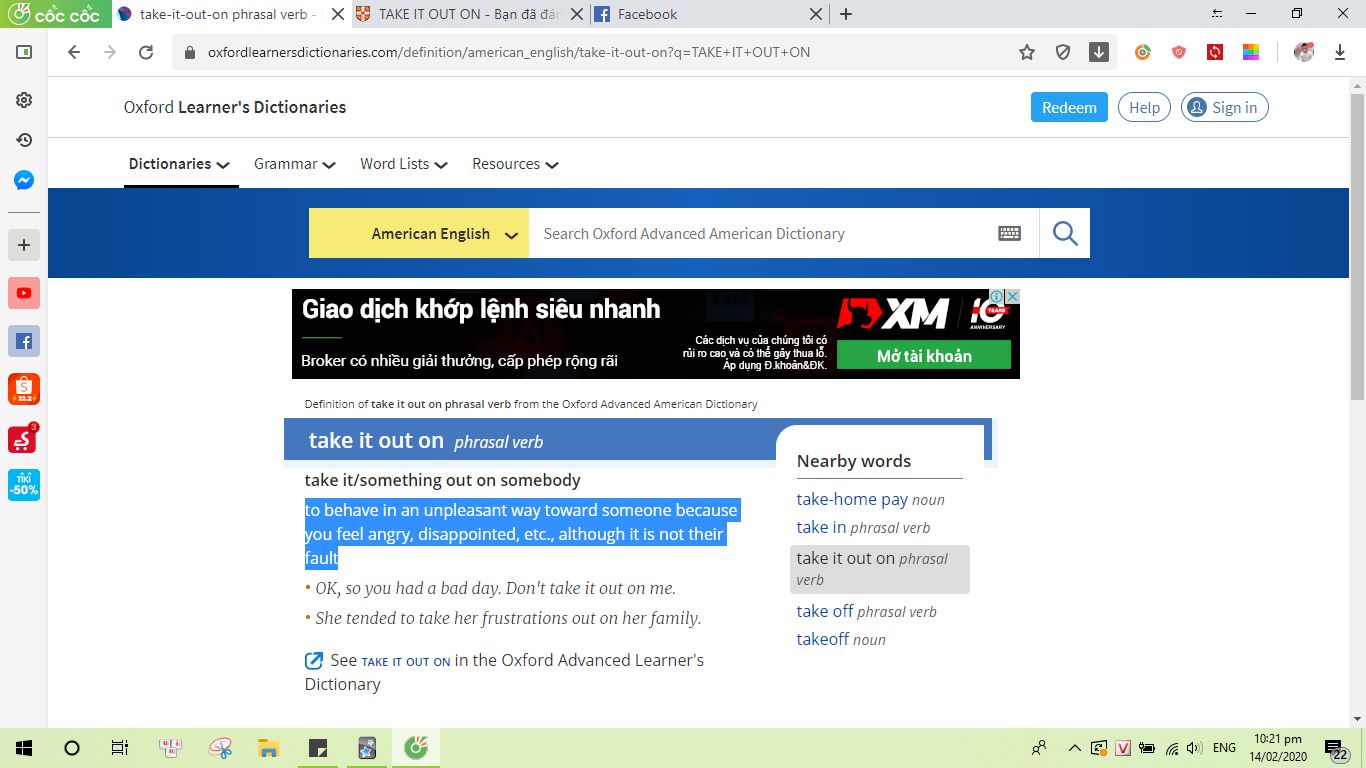 cốc cốc
take-it-out-on phrasal verb -
TAKE IT OUT ON - Bạn đã đán
Facebook
oxfordlearnersdictionaries.com/definition/american_english/take-it-out-on?q=TAKE+IT+OUT+ON
Oxford Learner's Dictionaries
Redeem
Help
Sign in
Dictionaries
Grammar
Word Lists
Resources
American English
Search Oxford Advanced American Dictionary
Giao dịch khớp lệnh siêu nhanh
Broker có nhiều giải thưởng, cấp phép rộng rãi
Các dịch vụ của chúng tôi có
rủi ro cao và có thể gây thua lỗ.
Áp dụng Đ.khoản&ĐK.
XM
10 YEARS
ANNIVERSARY
Mở tài khoản
Definition of take it out on phrasal verb from the Oxford Advanced American Dictionary
take it out on phrasal verb
take it/something out on somebody
to behave in an unpleasant way toward someone because
you feel angry, disappointed, etc., although it is not their
fault
• OK, so you had a bad day. Don't take it out on me.
• She tended to take her frustrations out on her family.
See TAKE IT OUT ON in the Oxford Advanced Learner's
Dictionary
Nearby words
take-home pay noun
take in phrasal verb
take it out on phrasal
verb
take off phrasal verb
takeoff noun
22.2
3
TIKI
-50%
V
ENG
10:21 pm
14/02/2020
22